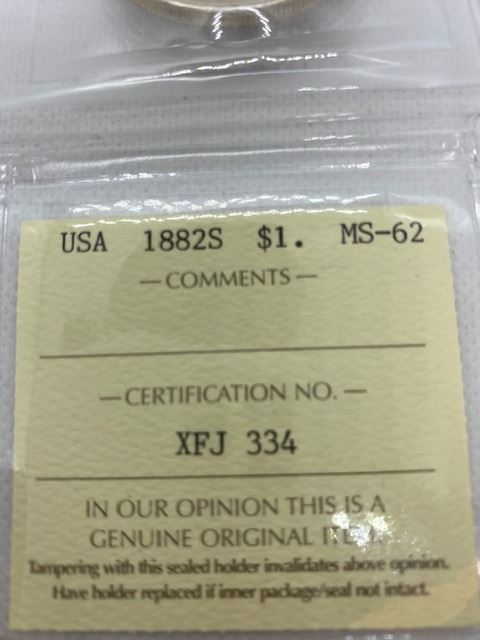 USA 1882S $1. MS-62
— COMMENTS —
— CERTIFICATION NO. —
XFJ 334
IN OUR OPINION THIS IS A
GENUINE ORIGINAL ITEM.
Tampering with this sealed holder invalidates above opinion.
Have holder replaced if inner package/seal not intact.